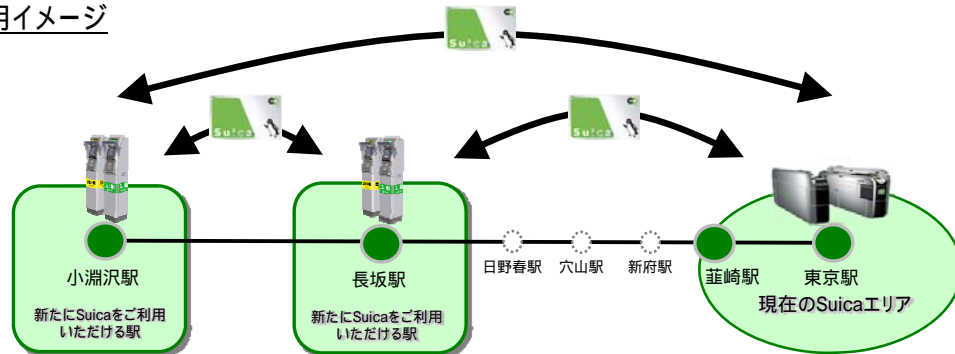 用イメージ
Suica
Suica
Suica
小淵沢駅
長坂駅
日野春駅
穴山駅
新府駅
韮崎駅
東京駅
新たにSuicaをご利用
いただける駅
新たにSuicaをご利用
いただける駅
現在のSuicaエリア